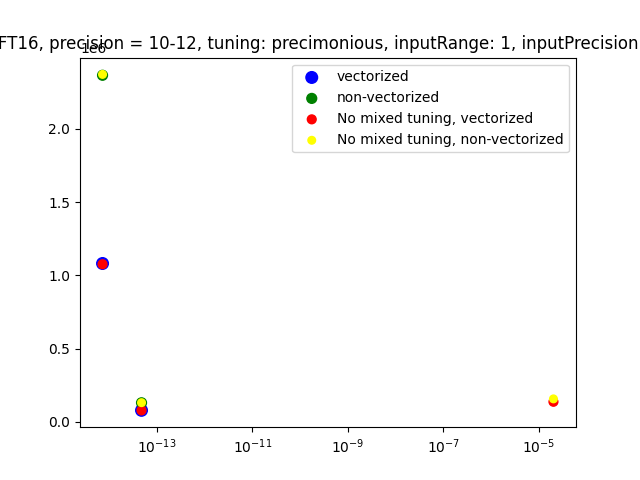 FT16, precision = 10-12, tuning: precimonious, inputRange: 1, inputPrecision
1e6
vectorized
non-vectorized
No mixed tuning, vectorized
No mixed tuning, non-vectorized
2.0
1.5
1.0
0.5
0.0
10⁻¹³ 10⁻¹¹ 10⁻⁹ 10⁻⁷ 10⁻⁵